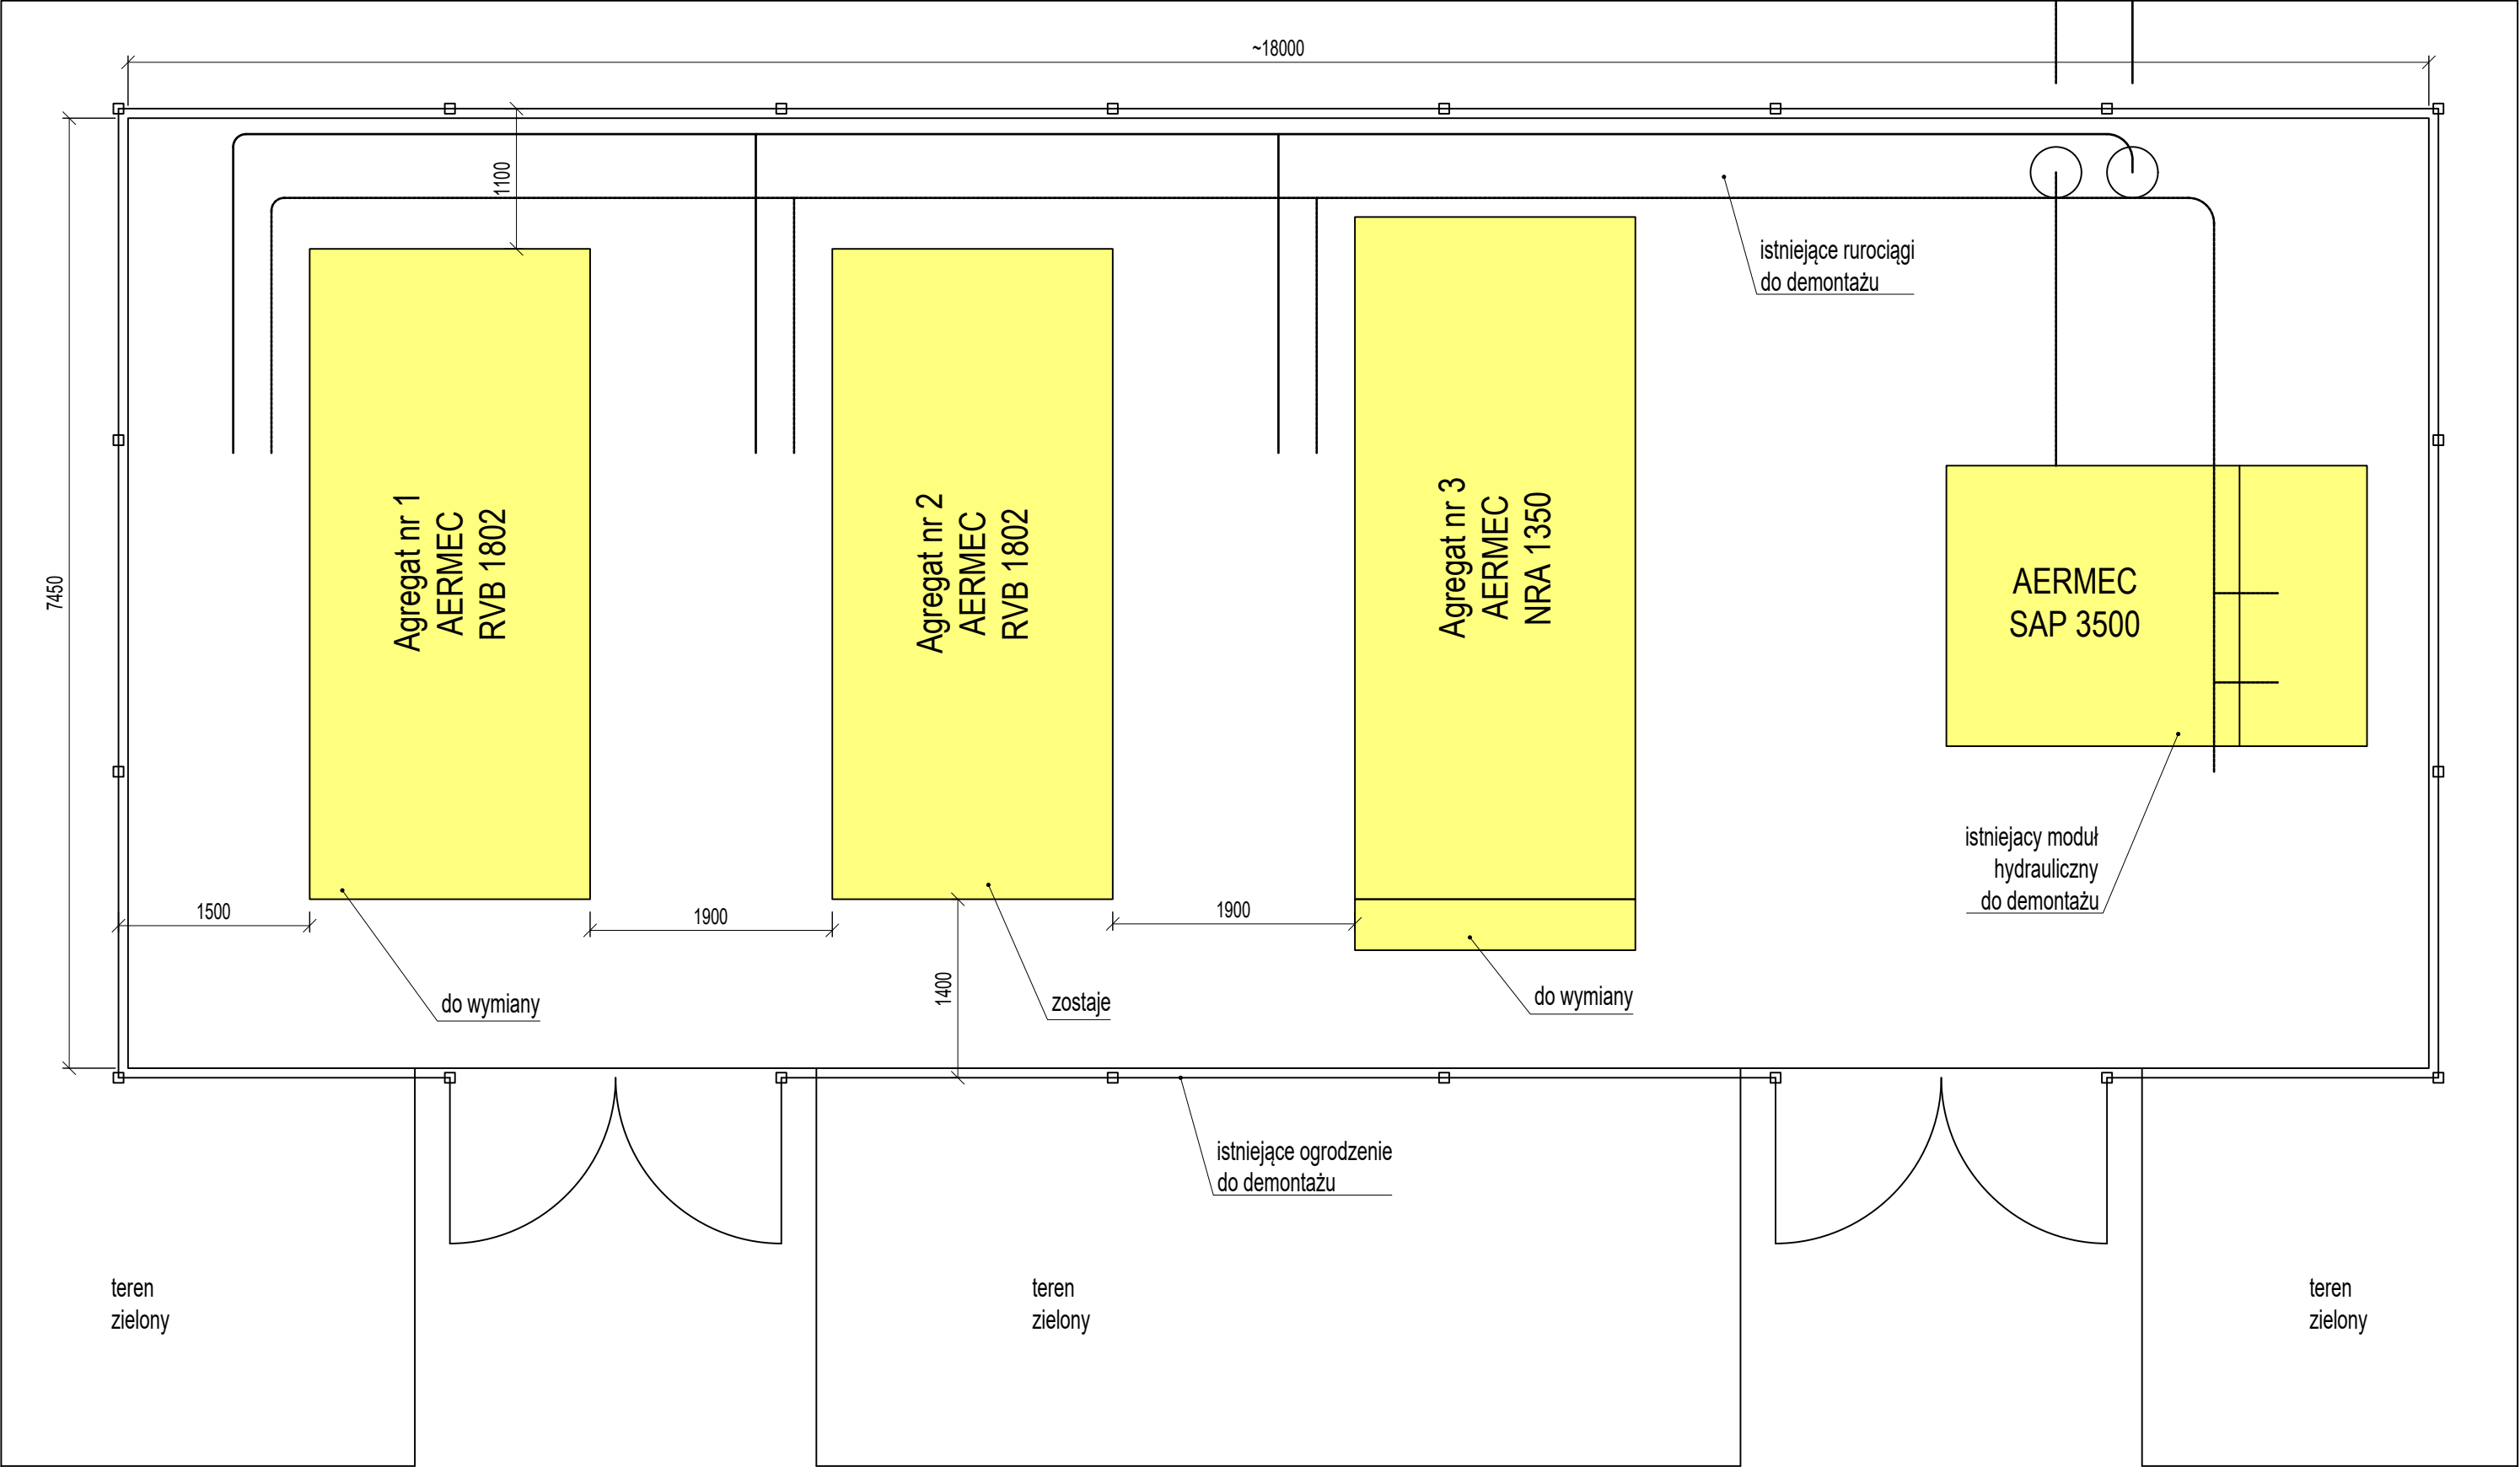 ~18000
1100
istniejące rurociągi
do demontażu
7450
Agregat nr 1
AERMEC
RVB 1802
Agregat nr 2
AERMEC
RVB 1802
Agregat nr 3
AERMEC
NRA 1350
AERMEC
SAP 3500
istniejacy moduł
hydrauliczny
do demontażu
1500
1900
1900
1400
do wymiany
zostaje
do wymiany
istniejące ogrodzenie
do demontażu
teren
zielony
teren
zielony
teren
zielony